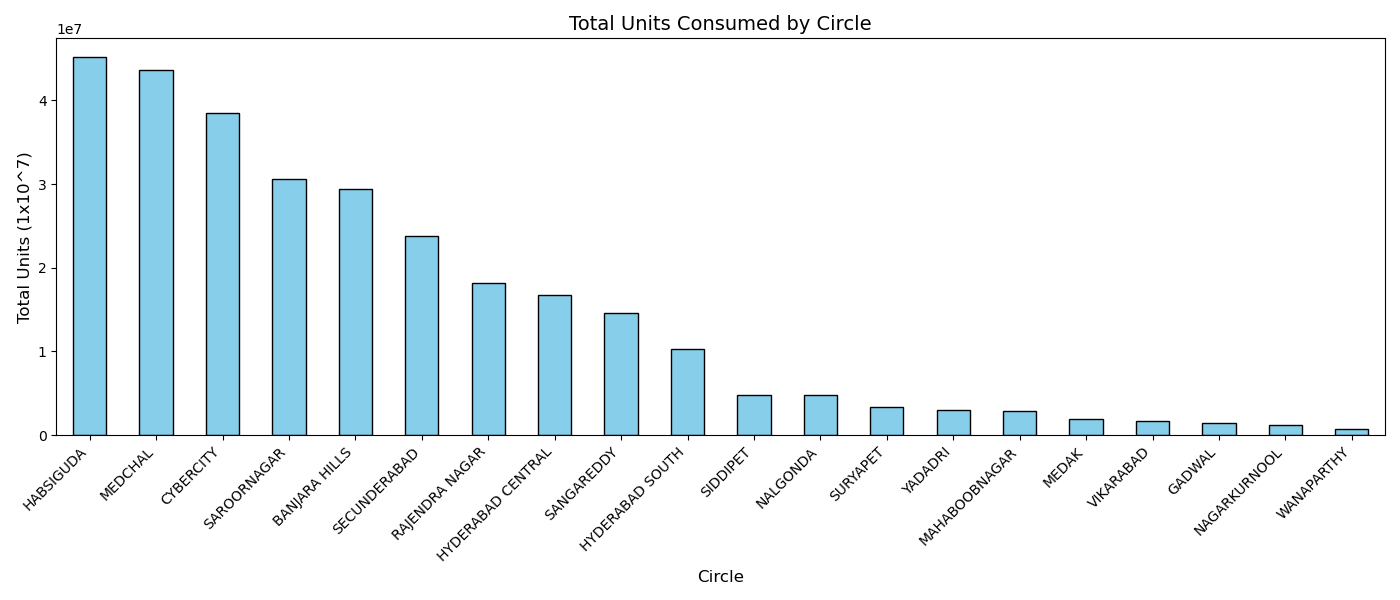 Total Units Consumed by Circle
1e7
Total Units (1x10^7)
4
3
2
1
0
HABSIGUDA
MEDCHAL
CYBERCITY
SAROORNAGAR
BANJARA HILLS
SECUNDERABAD
RAJENDRA NAGAR
HYDERABAD CENTRAL
SANGAREDDY
HYDERABAD SOUTH
SIDDIPET
NALGONDA
SURYAPET
YADADRI
MAHABOOBNAGAR
MEDAK
VIKARABAD
GADWAL
NAGARKURNOOL
WANAPARTHY
Circle